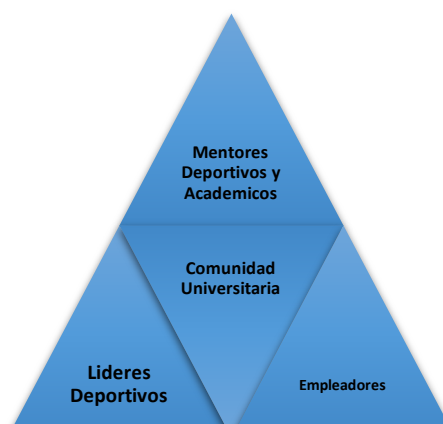 Mentores
Deportivos y
Academicos
Comunidad
Universitaria
Lideres
Deportivos
Empleadores